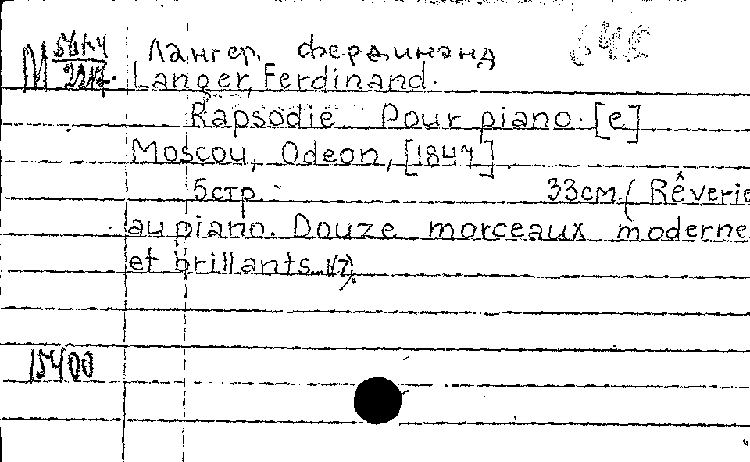 Лангер, Фердинанд
М
Langer, Ferdinand.
Rapsodie Pour piano. [e]
Moscou, Odeon, [1847]
5стр. 33см. (Rêverie
au piano. Douze morceaux moderne
et brillants. №7).
15400